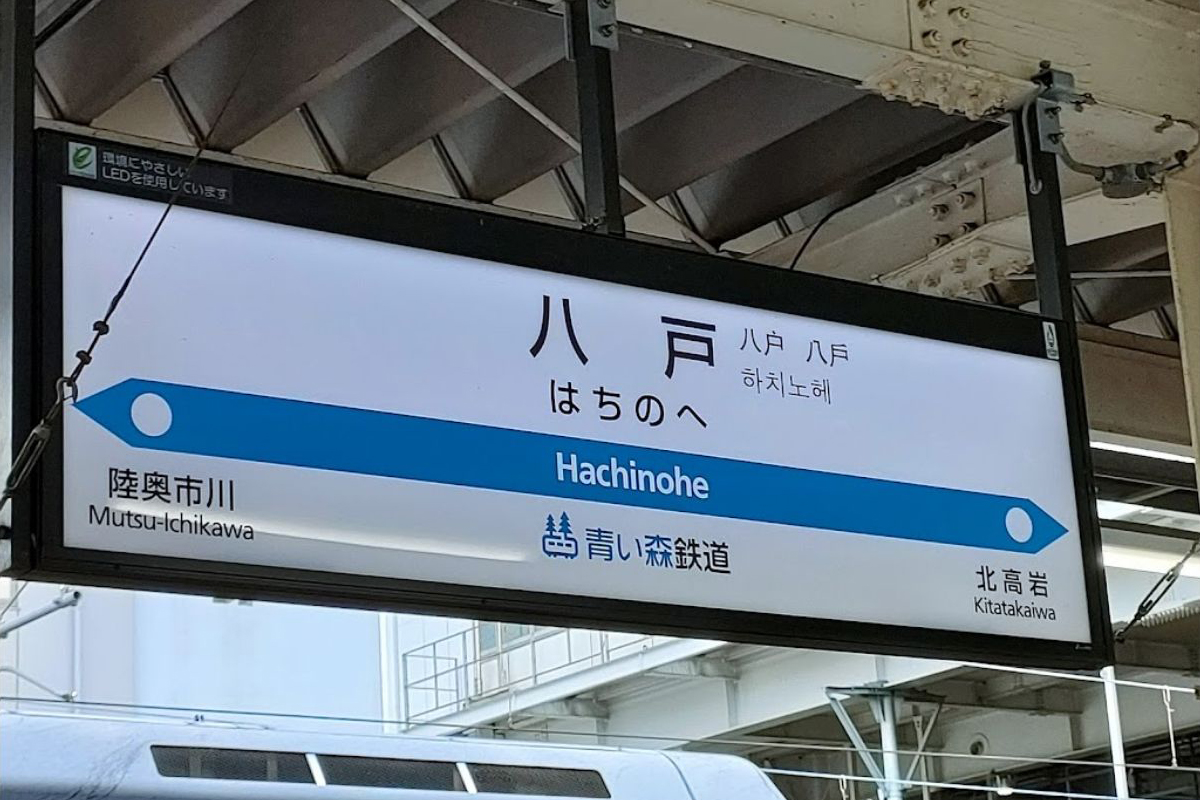 環境にやさしい
LEDを使用しています
八戸
八户 八戶
하치노헤
はちのへ
Hachinohe
陸奥市川
Mutsu-Ichikawa
青い森鉄道
北高岩
Kitatakaiwa